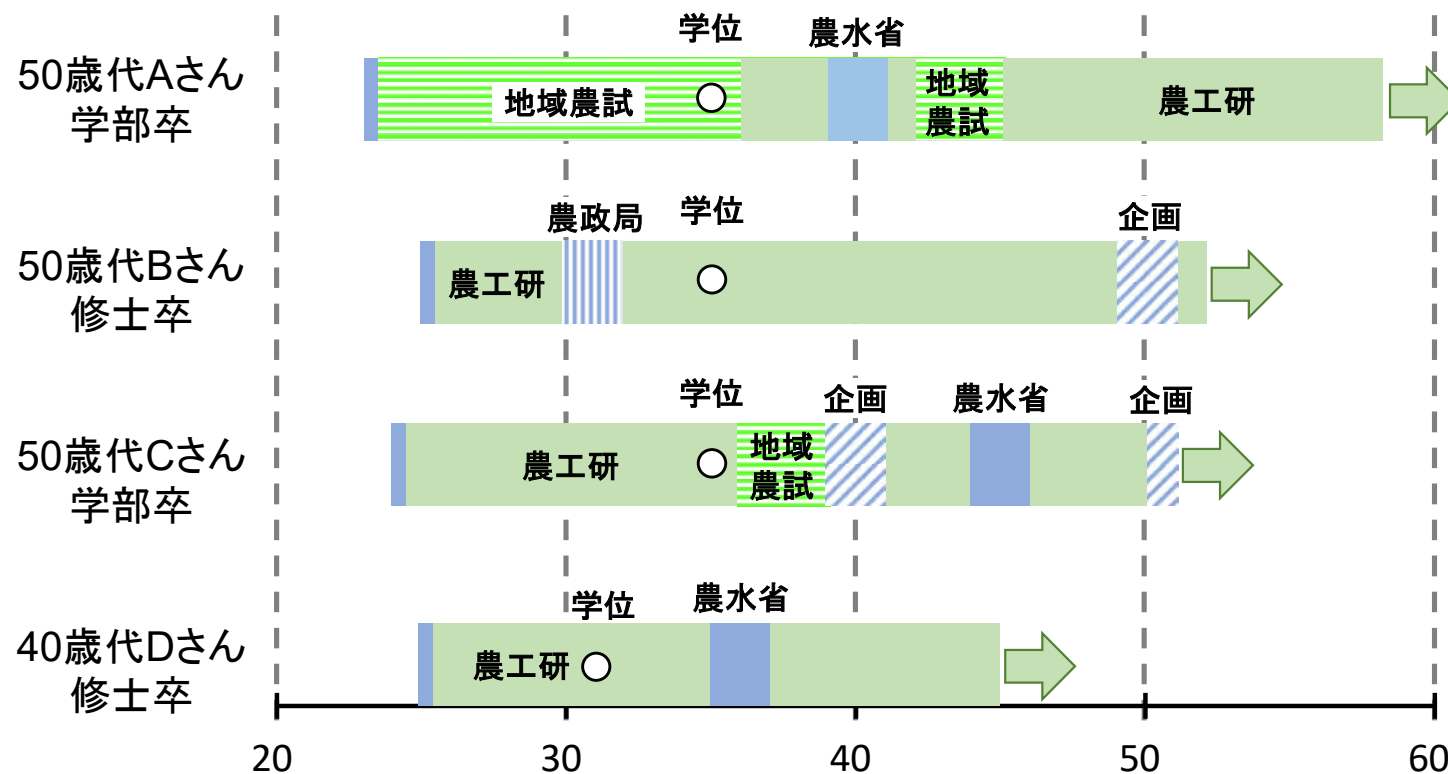 学位
農水省
50歳代Aさん
学部卒
地域農試
地域
農試
農工研
農政局
学位
企画
50歳代Bさん
修士卒
農工研
学位
企画
農水省
企画
50歳代Cさん
学部卒
農工研
地域
農試
学位
農水省
40歳代Dさん
修士卒
農工研
20
30
40
50
60